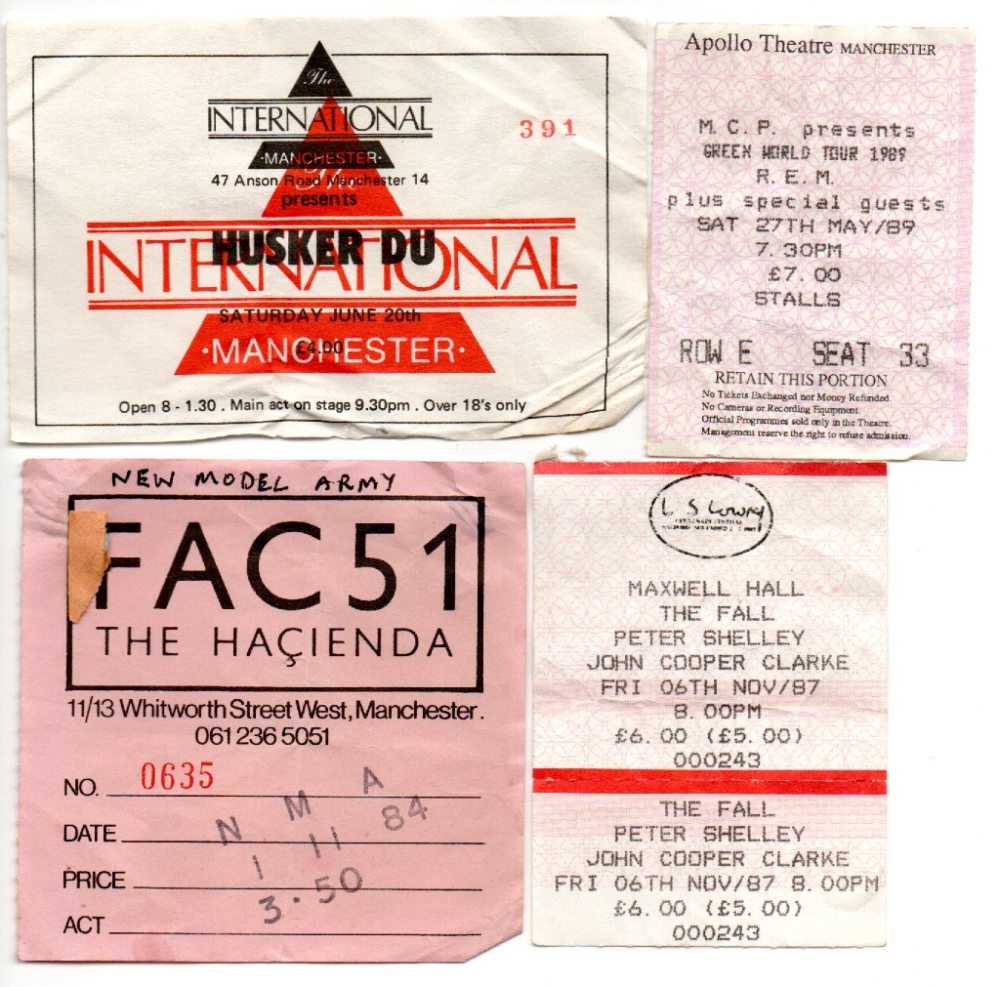 The
INTERNATIONAL
·MANCHESTER·
47 Anson Road Manchester 14
presents
391
The
INTERNATIONAL
HUSKER DU
SATURDAY JUNE 20th
£4.00
·MANCHESTER·
Open 8 - 1.30 . Main act on stage 9.30pm . Over 18's only
Apollo Theatre MANCHESTER
M.C.P. presents
GREEN WORLD TOUR 1989
R.E.M.
plus special guests
SAT 27TH MAY/89
7.30PM
£7.00
STALLS
ROW E SEAT 33
RETAIN THIS PORTION
No Tickets Exchanged nor Money Refunded.
No Cameras or Recording Equipment.
Official Programmes sold only in the Theatre.
Management reserve the right to refuse admission.
NEW MODEL ARMY
FAC 51
THE HAÇIENDA
11/13 Whitworth Street West, Manchester.
061 236 5051
NO. 0635
N M A
DATE
1 11 84
PRICE
3.50
ACT
L S Lowry
MAXWELL HALL
THE FALL
PETER SHELLEY
JOHN COOPER CLARKE
FRI 06TH NOV/87
8.00PM
£6.00 (£5.00)
000243
THE FALL
PETER SHELLEY
JOHN COOPER CLARKE
FRI 06TH NOV/87 8.00PM
£6.00 (£5.00)
000243